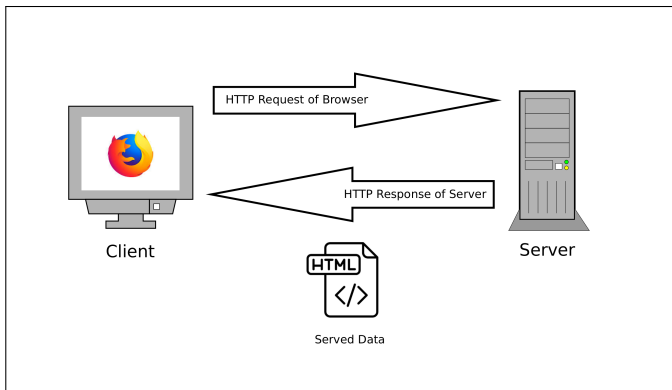 HTTP Request of Browser
HTTP Response of Server
Client
Server
HTML
</>
Served Data